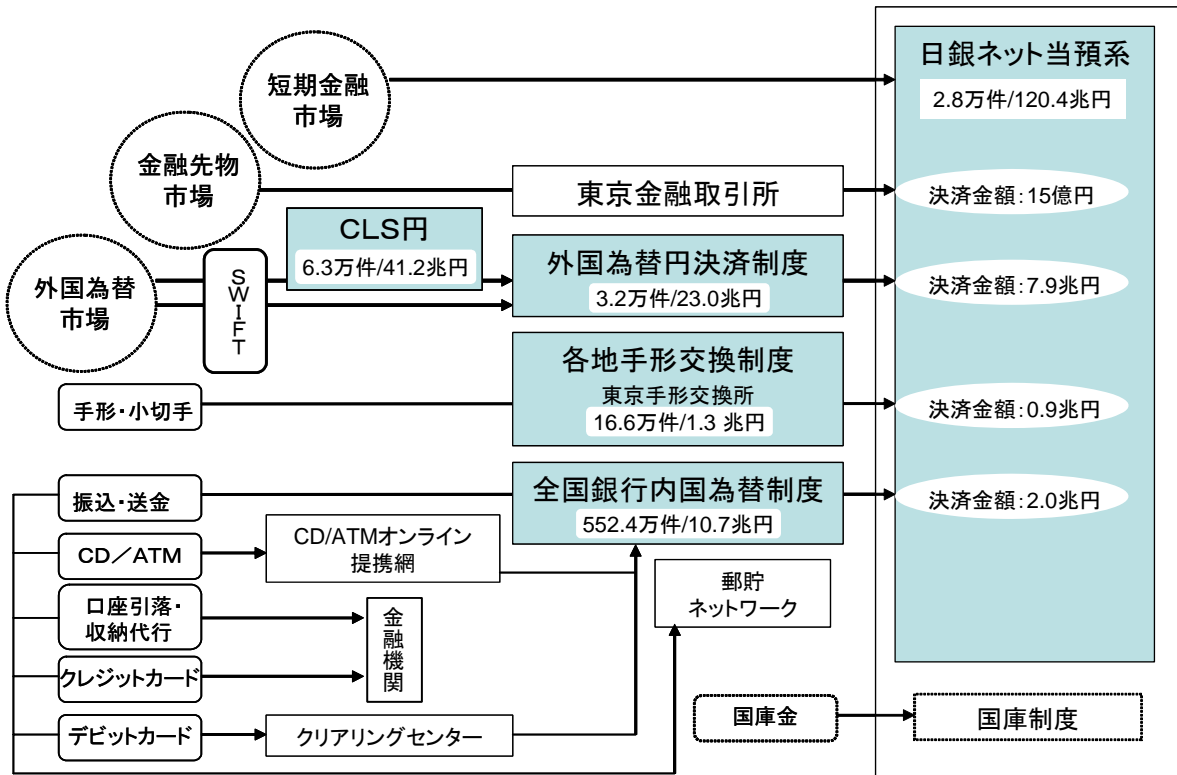 日銀ネット当預系
2.8万件/120.4兆円
短期金融
市場
金融先物
市場
東京金融取引所
決済金額:15億円
CLS円
6.3万件/41.2兆円
外国為替円決済制度
3.2万件/23.0兆円
決済金額:7.9兆円
外国為替
市場
SWIFT
各地手形交換制度
東京手形交換所
16.6万件/1.3 兆円
決済金額:0.9兆円
手形・小切手
全国銀行内国為替制度
552.4万件/10.7兆円
決済金額:2.0兆円
振込・送金
CD/ATM
CD/ATMオンライン
提携網
郵貯
ネットワーク
口座引落・
収納代行
金融機関
クレジットカード
デビットカード
クリアリングセンター
国庫金
国庫制度